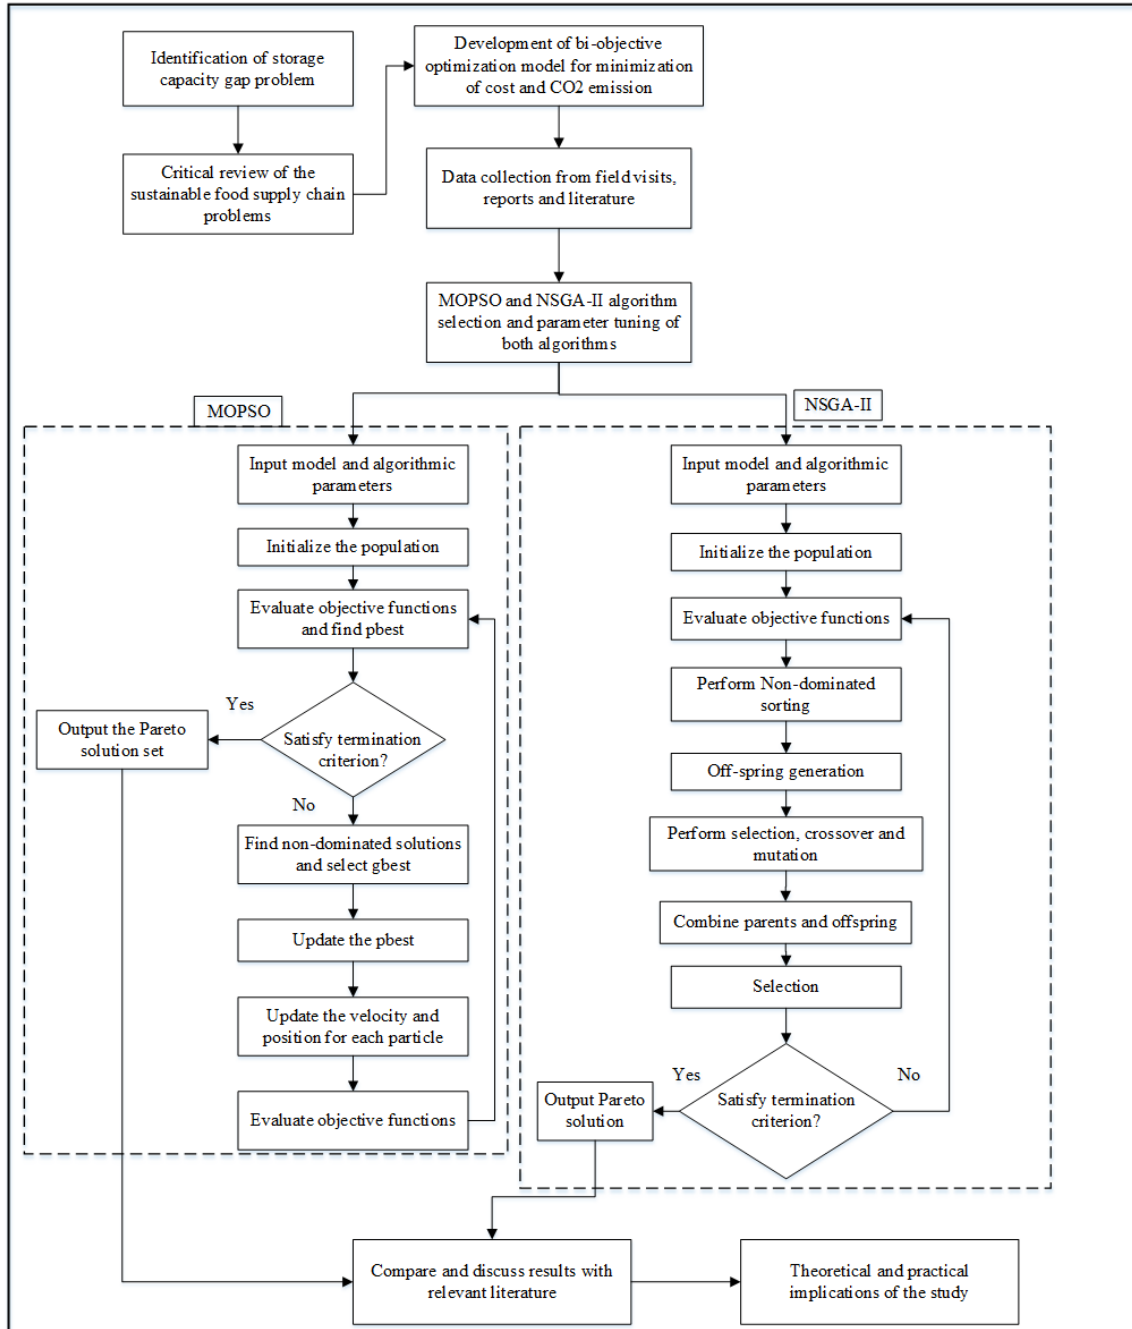 Identification of storage
capacity gap problem
Critical review of the
sustainable food supply chain
problems
Development of bi-objective
optimization model for minimization
of cost and CO2 emission
Data collection from field visits,
reports and literature
MOPSO and NSGA-II algorithm
selection and parameter tuning of
both algorithms
MOPSO
Input model and algorithmic
parameters
Initialize the population
Evaluate objective functions
and find pbest
Satisfy termination
criterion?
Yes
Output the Pareto
solution set
No
Find non-dominated solutions
and select gbest
Update the pbest
Update the velocity and
position for each particle
Evaluate objective functions
NSGA-II
Input model and algorithmic
parameters
Initialize the population
Evaluate objective functions
Perform Non-dominated
sorting
Off-spring generation
Perform selection, crossover and
mutation
Combine parents and offspring
Selection
Satisfy termination
criterion?
Yes
No
Output Pareto
solution
Compare and discuss results with
relevant literature
Theoretical and practical
implications of the study